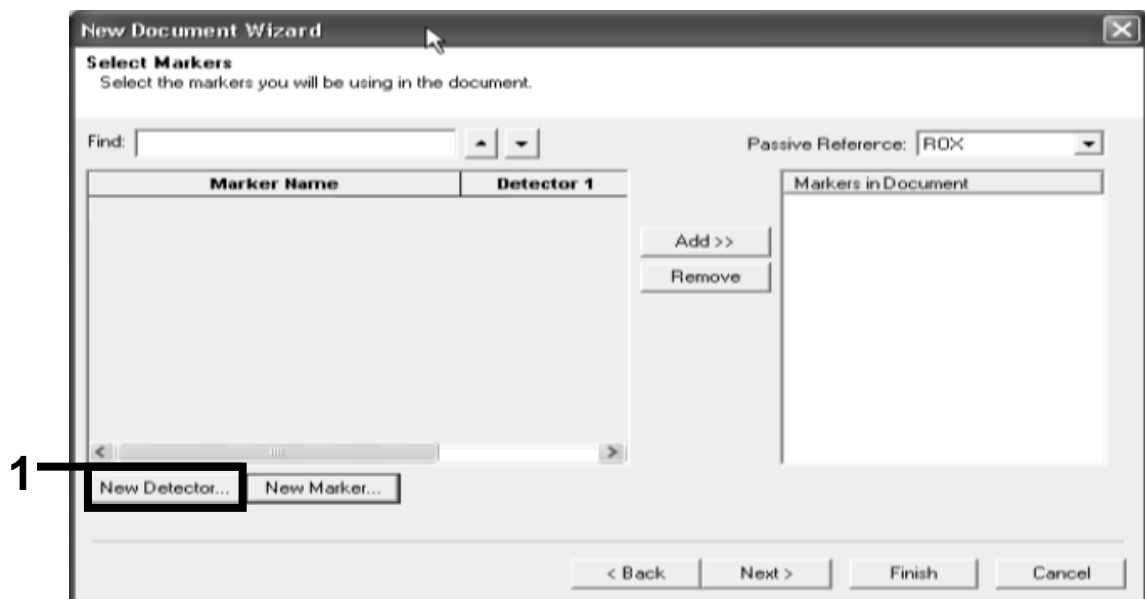 New Document Wizard
Select Markers
Select the markers you will be using in the document.
Find:
Passive Reference: ROX
Marker Name Detector 1
Markers in Document
Add >>
Remove
1
New Detector... New Marker...
< Back Next > Finish Cancel